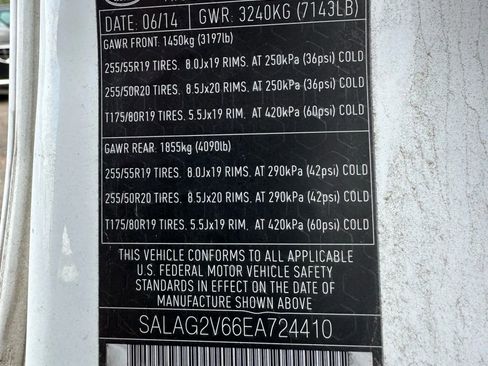 DATE: 06/14 GWR: 3240KG (7143LB)
GAWR FRONT: 1450kg (3197lb)
255/55R19 TIRES. 8.0Jx19 RIMS. AT 250kPa (36psi) COLD
255/50R20 TIRES. 8.5Jx20 RIMS. AT 250kPa (36psi) COLD
T175/80R19 TIRES. 5.5Jx19 RIM. AT 420kPa (60psi) COLD
GAWR REAR: 1855kg (4090lb)
255/55R19 TIRES. 8.0Jx19 RIMS. AT 290kPa (42psi) COLD
255/50R20 TIRES. 8.5Jx20 RIMS. AT 290kPa (42psi) COLD
T175/80R19 TIRES. 5.5Jx19 RIM. AT 420kPa (60psi) COLD
THIS VEHICLE CONFORMS TO ALL APPLICABLE
U.S. FEDERAL MOTOR VEHICLE SAFETY
STANDARDS IN EFFECT ON THE DATE OF
MANUFACTURE SHOWN ABOVE
SALAG2V66EA724410